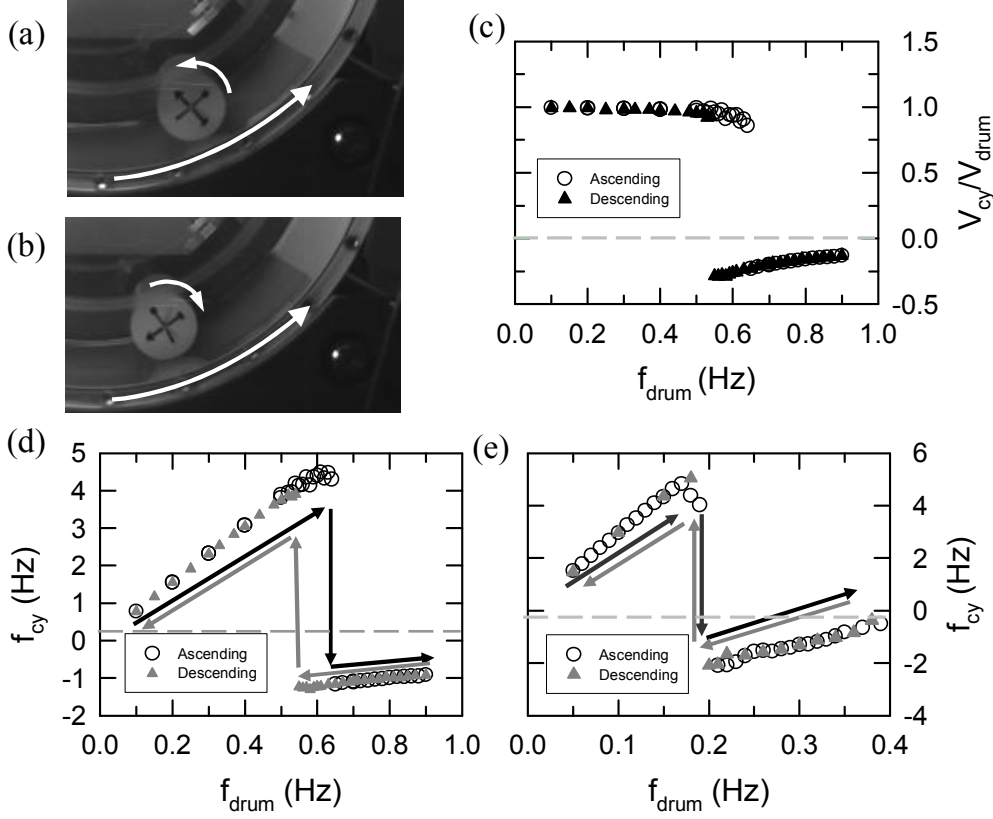 (a)
(b)
(c)
1.5
1.0
0.5
0.0
-0.5
V_cy/V_drum
Ascending
Descending
0.0 0.2 0.4 0.6 0.8 1.0
f_drum (Hz)
(d)
5
4
3
2
1
0
-1
-2
f_cy (Hz)
Ascending
Descending
0.0 0.2 0.4 0.6 0.8 1.0
f_drum (Hz)
(e)
6
4
2
0
-2
-4
f_cy (Hz)
Ascending
Descending
0.1 0.2 0.3 0.4
f_drum (Hz)